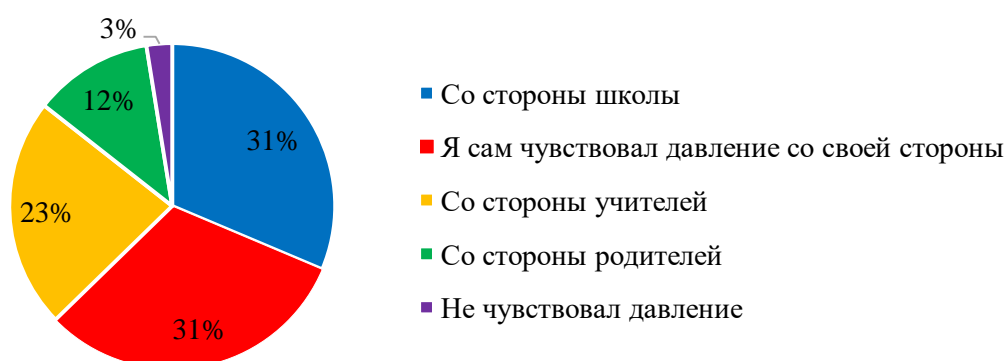 3%
12%
31%
23%
31%
Со стороны школы
Я сам чувствовал давление со своей стороны
Со стороны учителей
Со стороны родителей
Не чувствовал давление